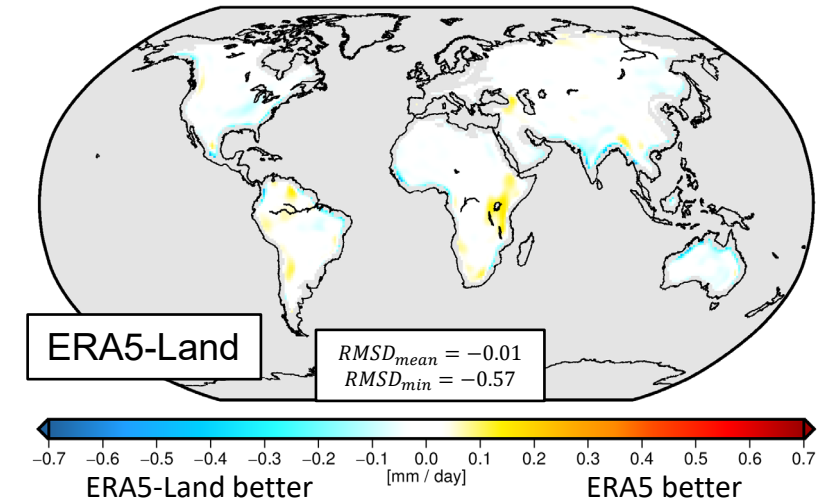 ERA5-Land
RMSD_mean = −0.01
RMSD_min = −0.57
−0.7 −0.6 −0.5 −0.4 −0.3 −0.2 −0.1 0.0 0.1 0.2 0.3 0.4 0.5 0.6 0.7
ERA5-Land better [mm / day] ERA5 better